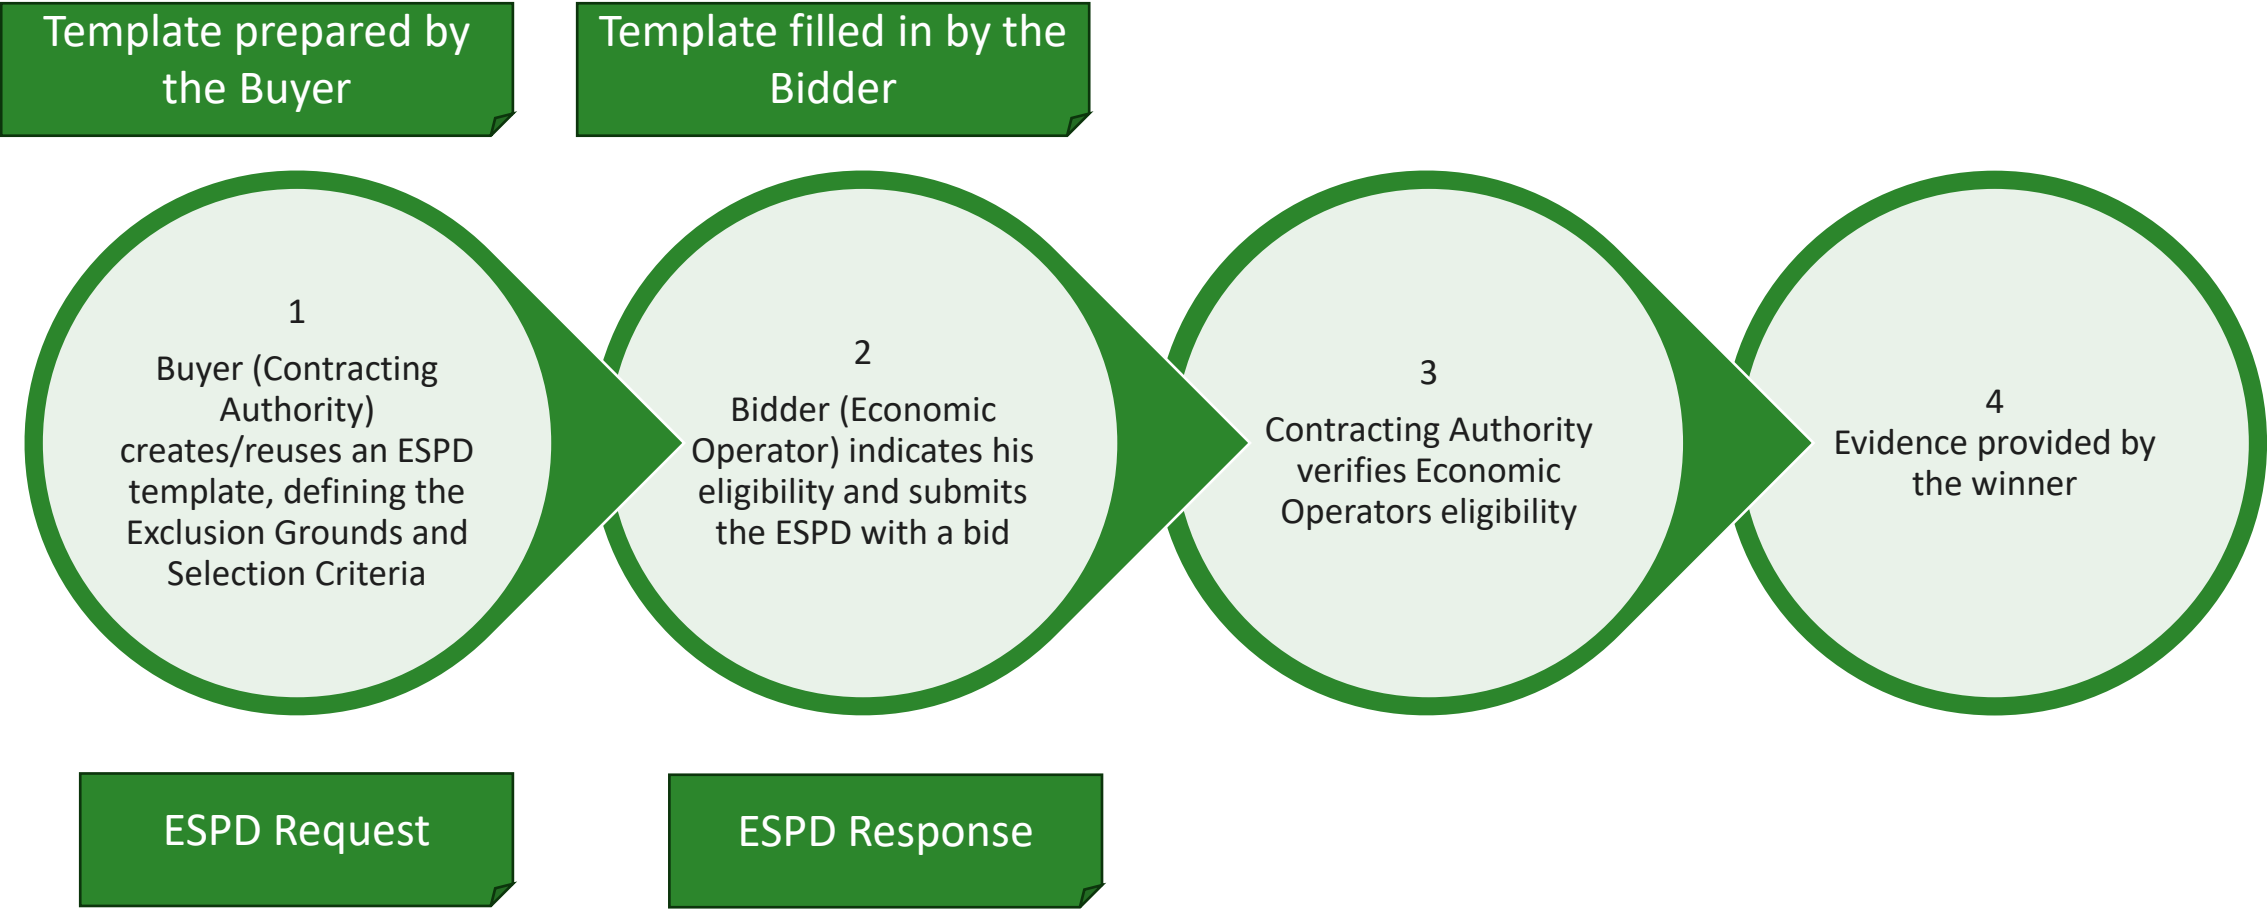 Template prepared by
the Buyer
Template filled in by the
Bidder
1
Buyer (Contracting
Authority)
creates/reuses an ESPD
template, defining the
Exclusion Grounds and
Selection Criteria
2
Bidder (Economic
Operator) indicates his
eligibility and submits
the ESPD with a bid
3
Contracting Authority
verifies Economic
Operators eligibility
4
Evidence provided by
the winner
ESPD Request
ESPD Response